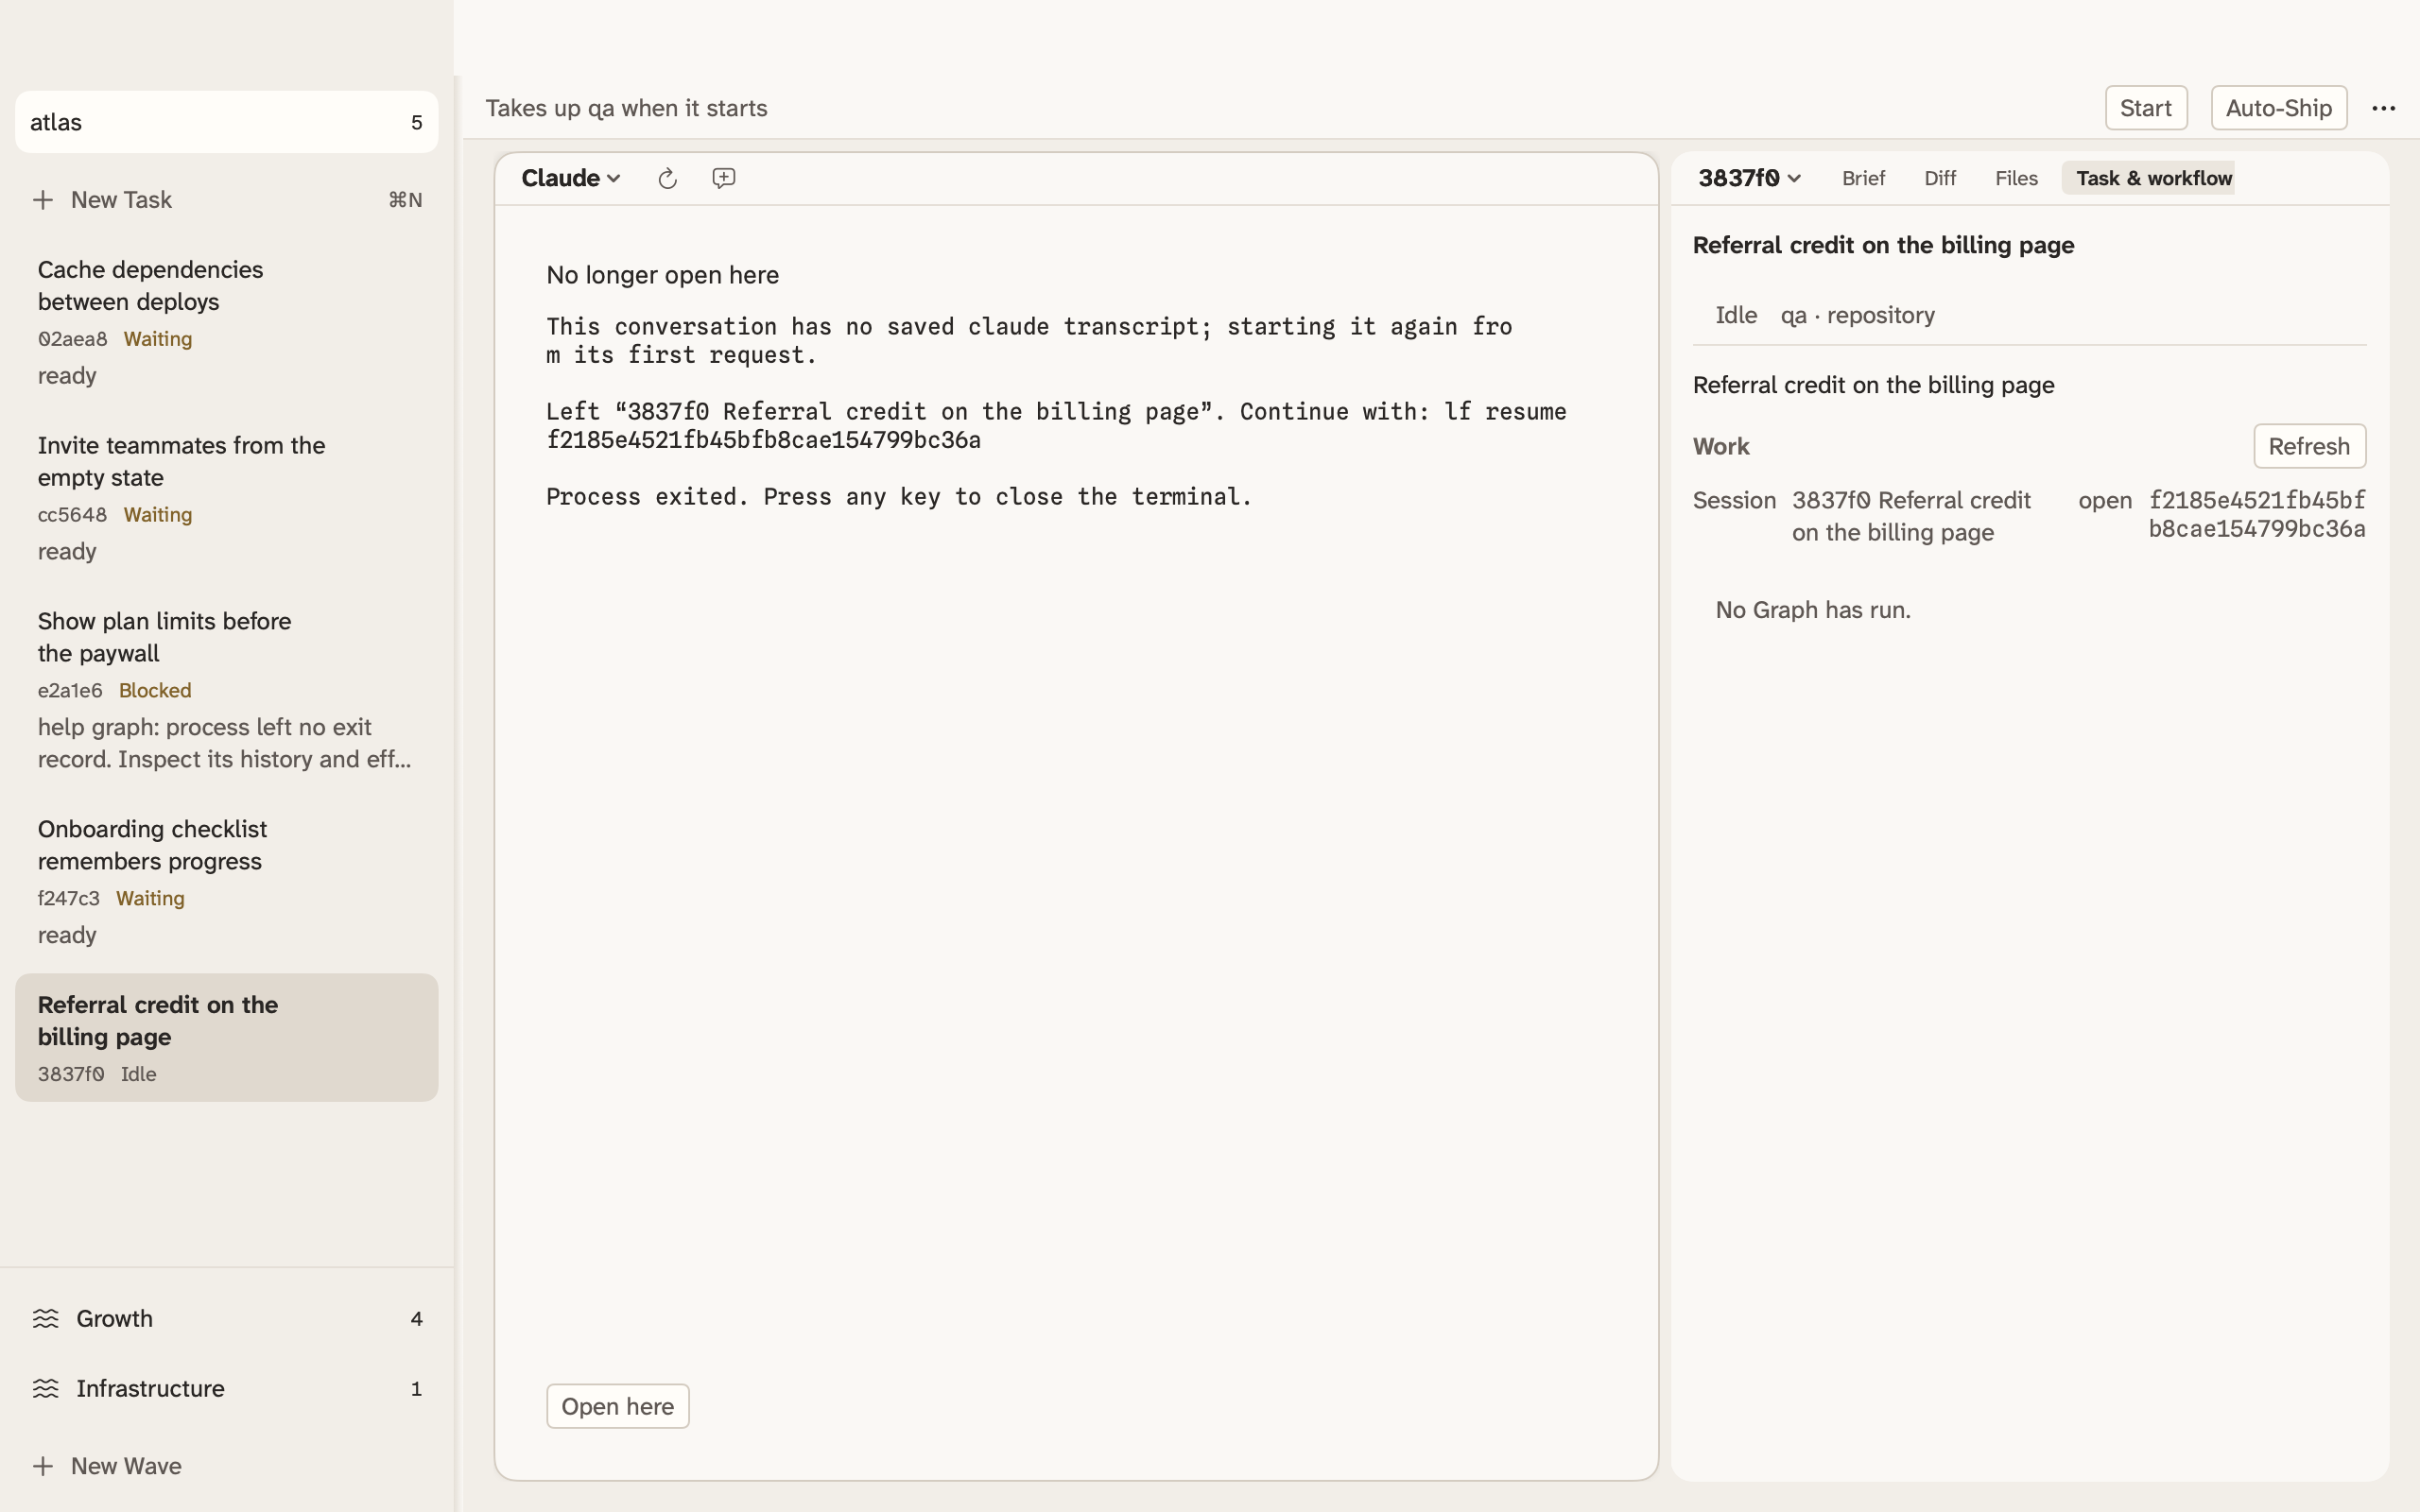 atlas 5
New Task ⌘N
Cache dependencies
between deploys
02aea8 Waiting
ready
Invite teammates from the
empty state
cc5648 Waiting
ready
Show plan limits before
the paywall
e2a1e6 Blocked
help graph: process left no exit
record. Inspect its history and eff...
Onboarding checklist
remembers progress
f247c3 Waiting
ready
Referral credit on the
billing page
3837f0 Idle
Growth 4
Infrastructure 1
New Wave
Takes up qa when it starts
Start Auto-Ship
Claude
No longer open here
This conversation has no saved claude transcript; starting it again fro
m its first request.
Left “3837f0 Referral credit on the billing page”. Continue with: lf resume
f2185e4521fb45bfb8cae154799bc36a
Process exited. Press any key to close the terminal.
Open here
3837f0 Brief Diff Files Task & workflow
Referral credit on the billing page
Idle qa · repository
Referral credit on the billing page
Work Refresh
Session 3837f0 Referral credit open f2185e4521fb45bf
on the billing page b8cae154799bc36a
No Graph has run.